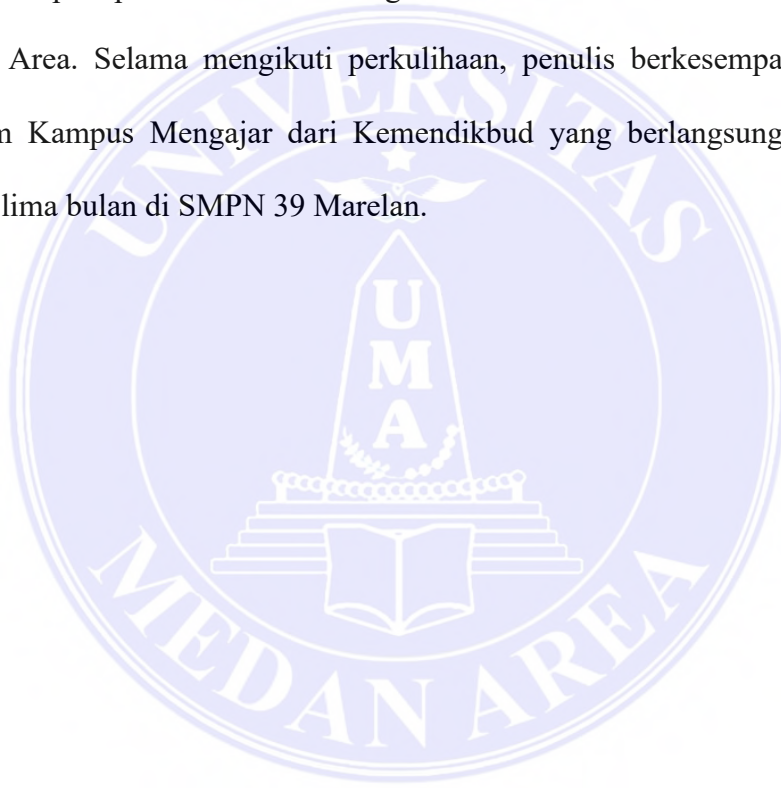 Area. Selama mengikuti perkulihaan, penulis
Kampus Mengajar dari Kemendikbud yang berlangsung
lima bulan di SMPN 39 Marelan.
UNIVERSITAS
U
M
A
MEDAN AREA